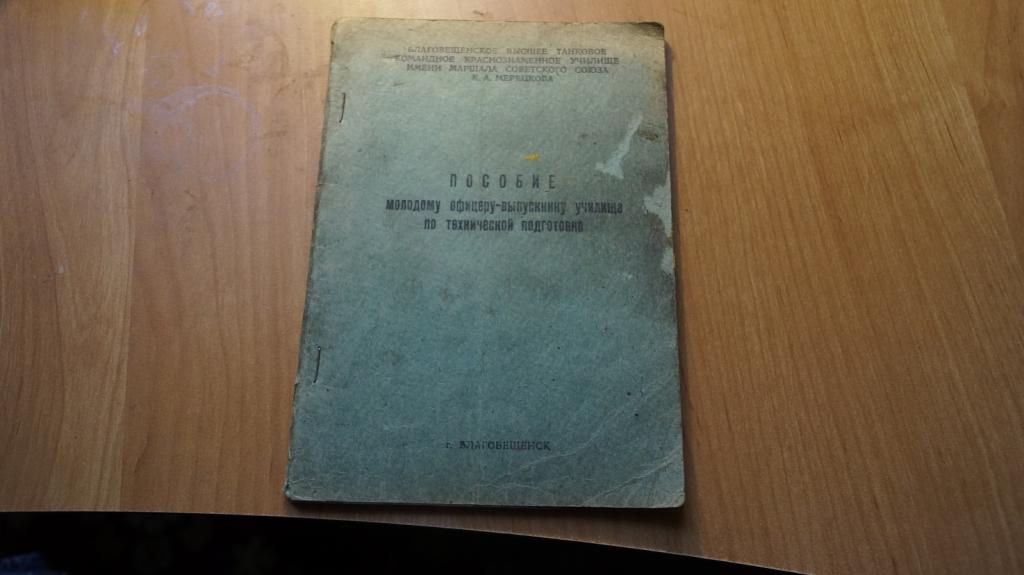 БЛАГОВЕЩЕНСКОЕ ВЫСШЕЕ ТАНКОВОЕ
КОМАНДНОЕ КРАСНОЗНАМЕННОЕ УЧИЛИЩЕ
ИМЕНИ МАРШАЛА СОВЕТСКОГО СОЮЗА
К. А. МЕРЕЦКОВА
ПОСОБИЕ
молодому офицеру-выпускнику училища
по технической подготовке
г. БЛАГОВЕЩЕНСК